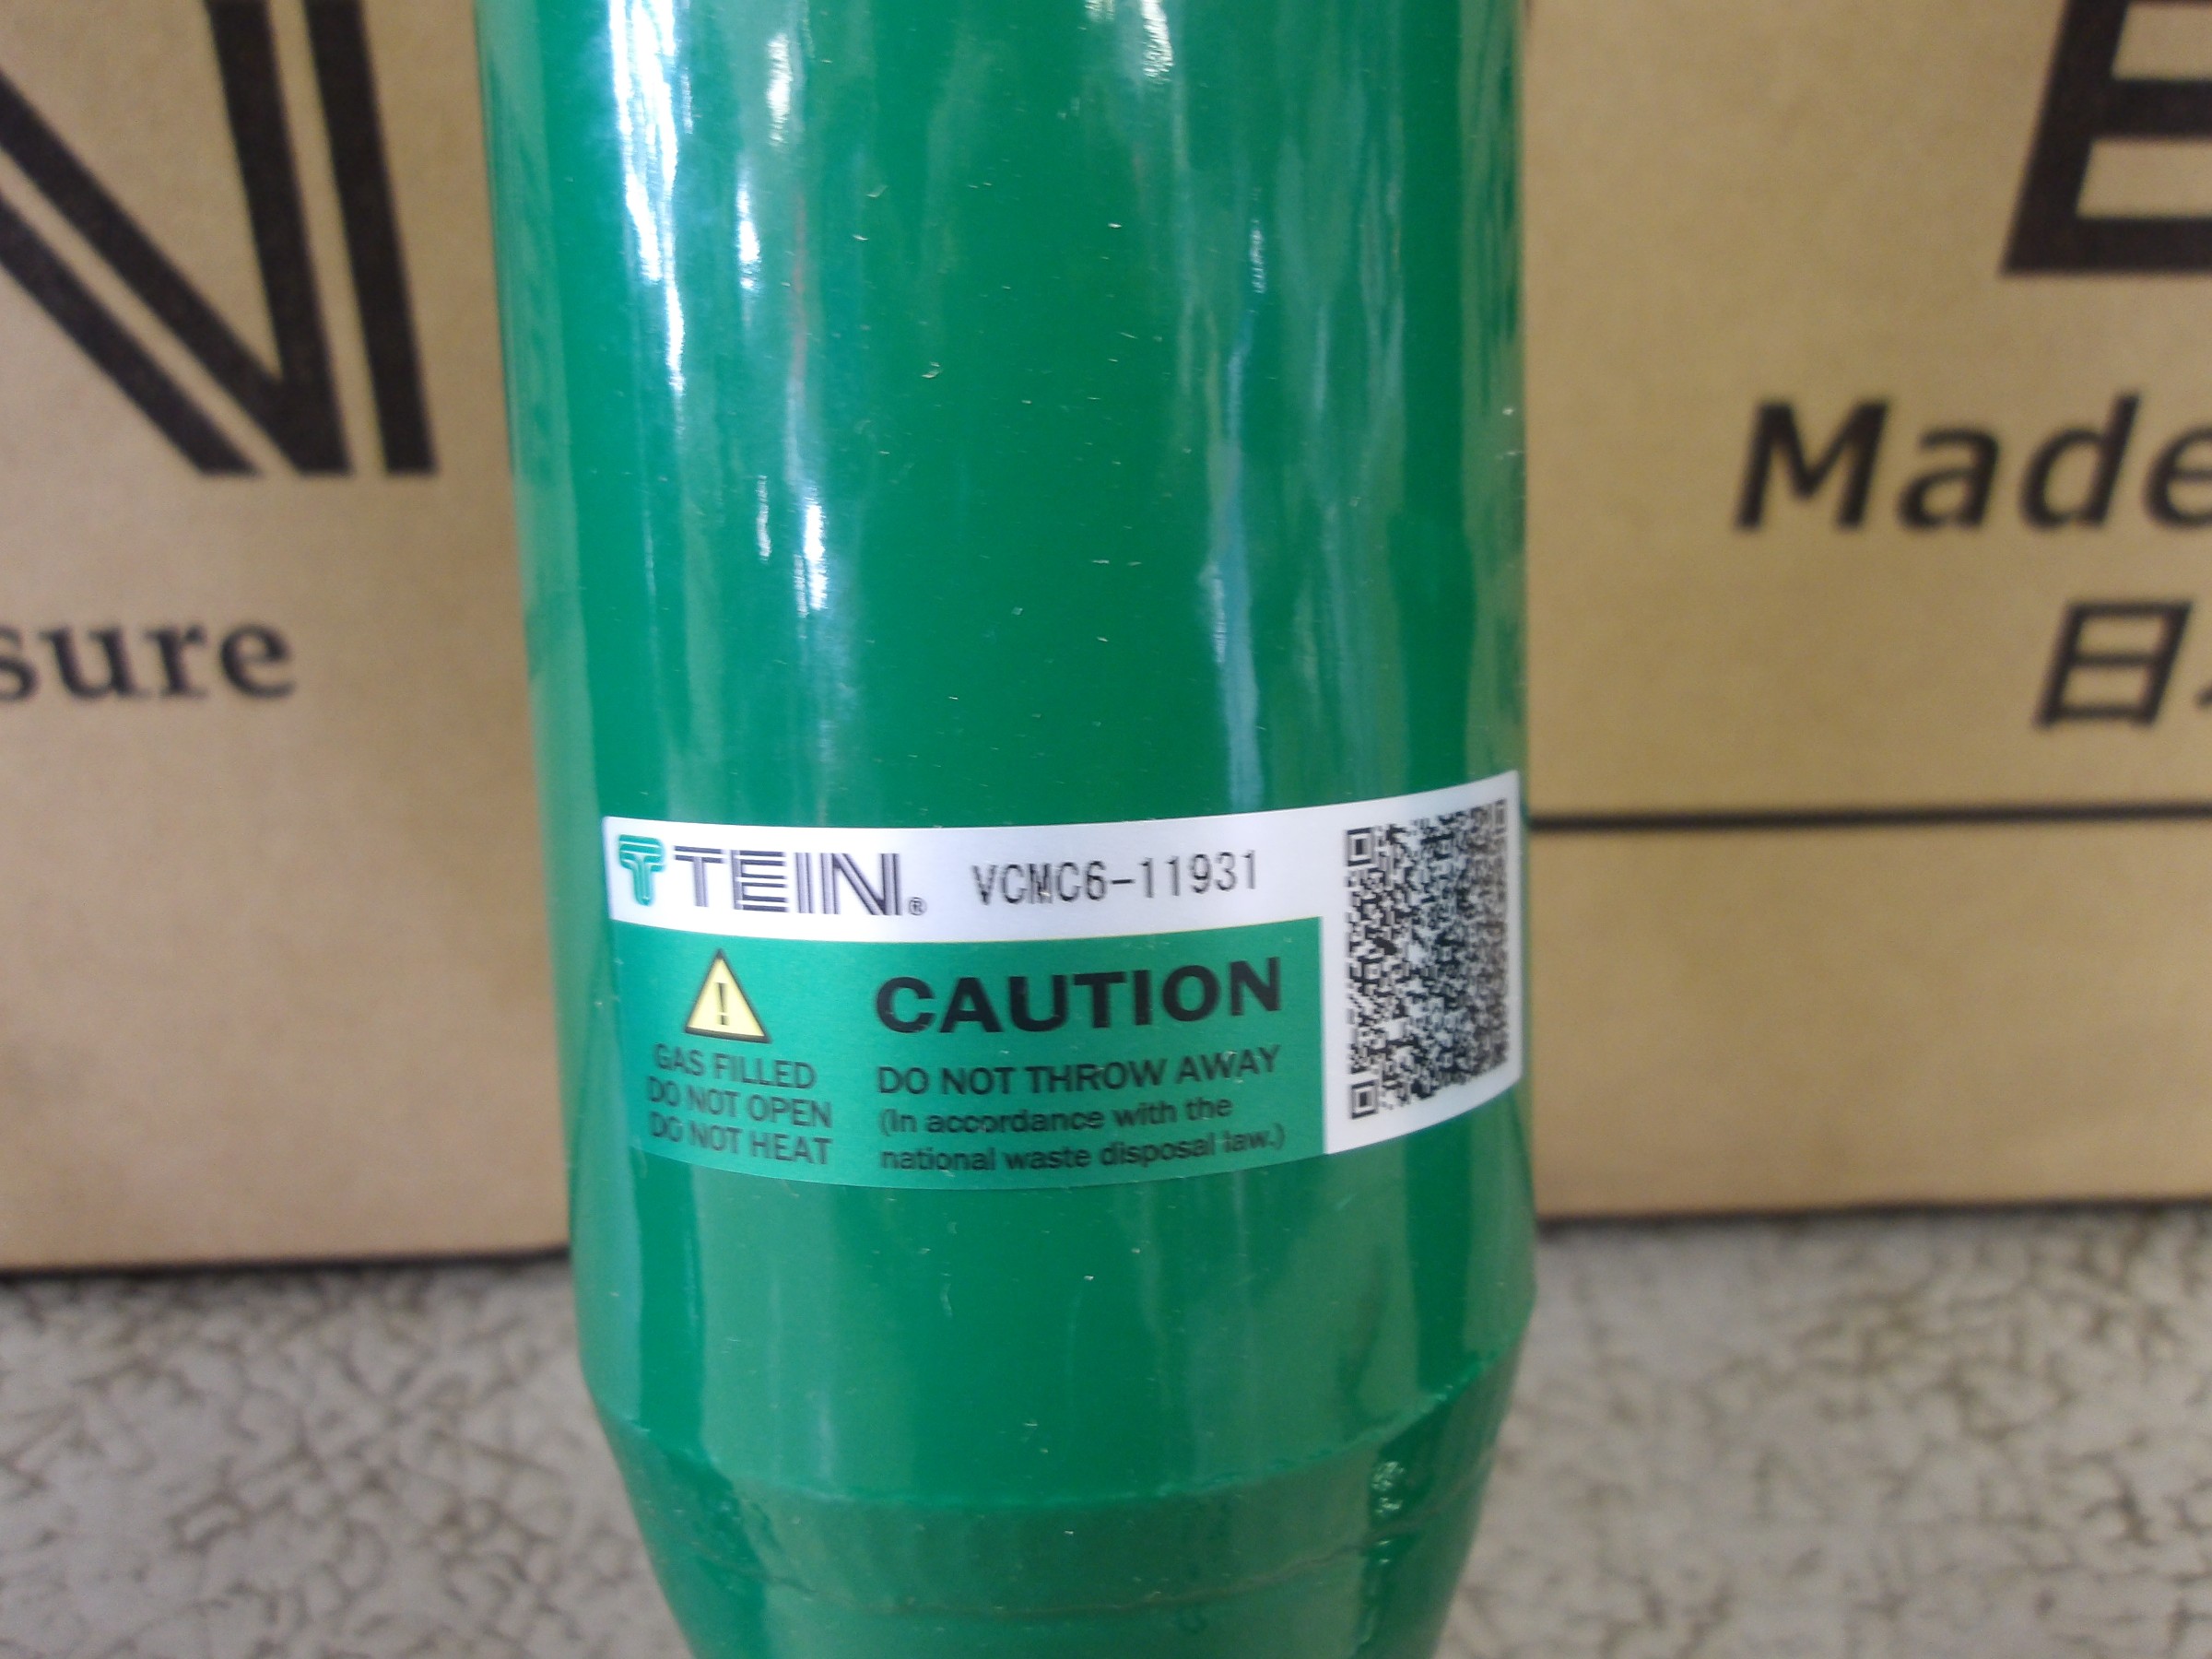 N
sure
E
Made
日
TEIN® VCMC6-11931
!
GAS FILLED
DO NOT OPEN
DO NOT HEAT
CAUTION
DO NOT THROW AWAY
(In accordance with the
national waste disposal law.)